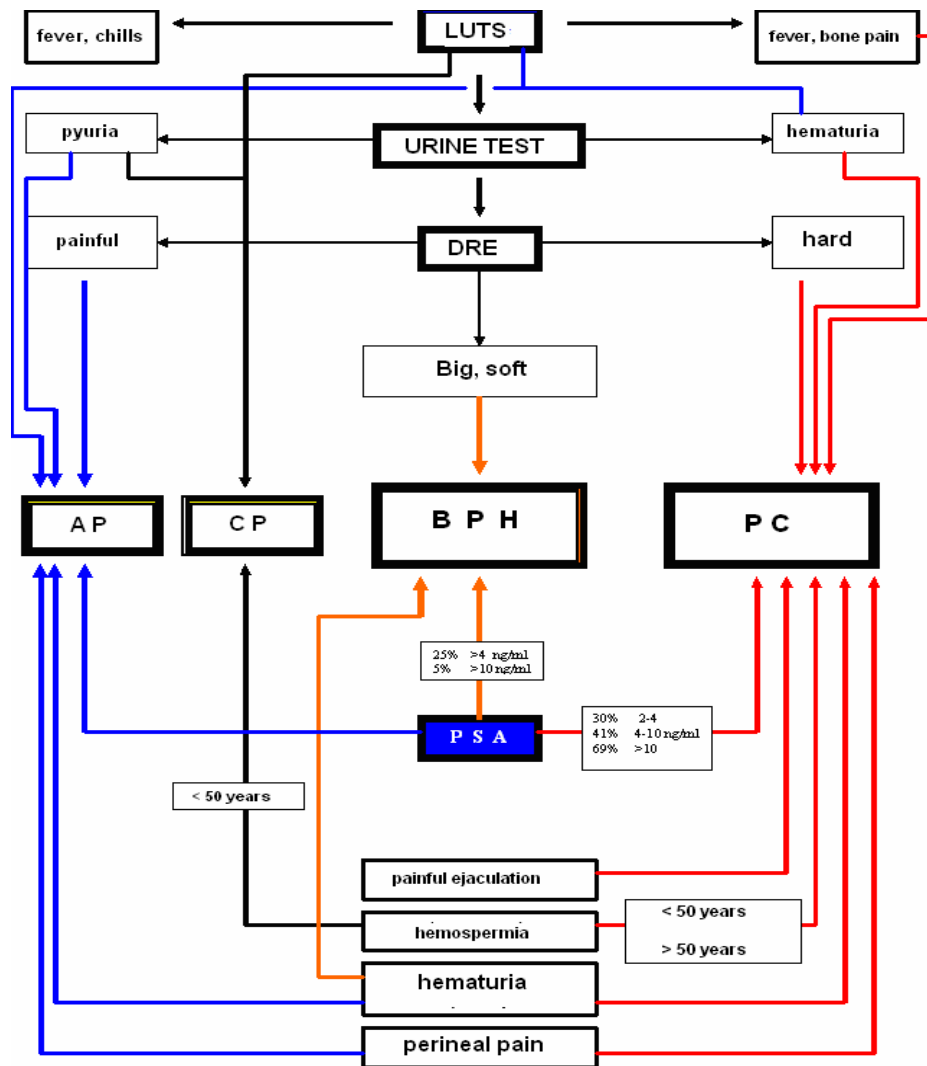 fever, chills
LUTS
fever, bone pain
pyuria
URINE TEST
hematuria
painful
DRE
hard
Big, soft
A P
C P
B P H
P C
25% >4 ng/ml
5% >10 ng/ml
P S A
30% 2-4
41% 4-10 ng/ml
69% >10
< 50 years
painful ejaculation
hemospermia
< 50 years
> 50 years
hematuria
perineal pain